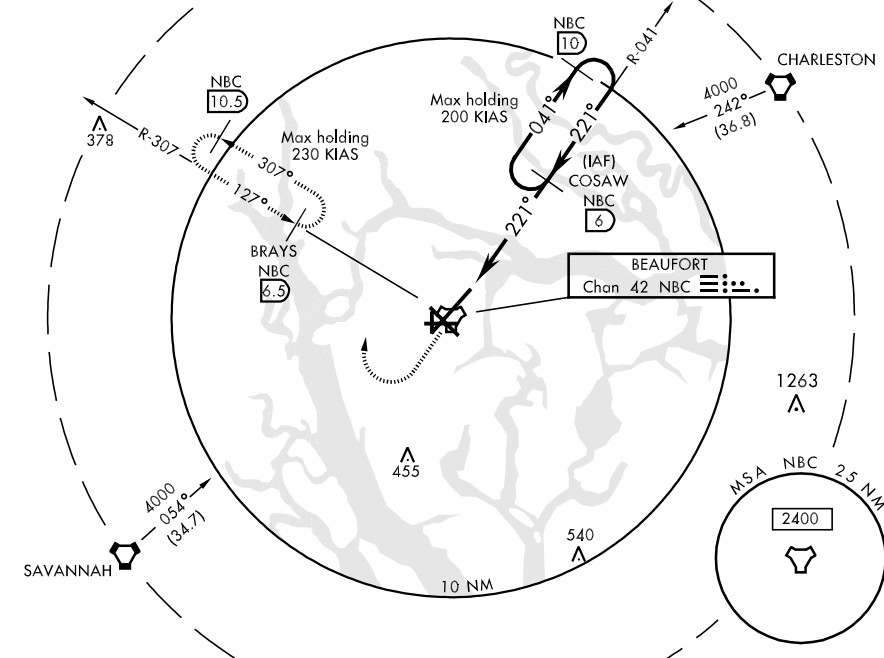 NBC
10
R-041
CHARLESTON
4000
242°
(36.8)
NBC
10.5
Max holding
200 KIAS
041°
221°
378
R-307
Max holding
230 KIAS
307°
127°
(IAF)
COSAW
NBC
6
221°
BRAYS
NBC
6.5
BEAUFORT
Chan 42 NBC
1263
455
4000
054°
(34.7)
SAVANNAH
540
10 NM
MSA NBC 25 NM
2400